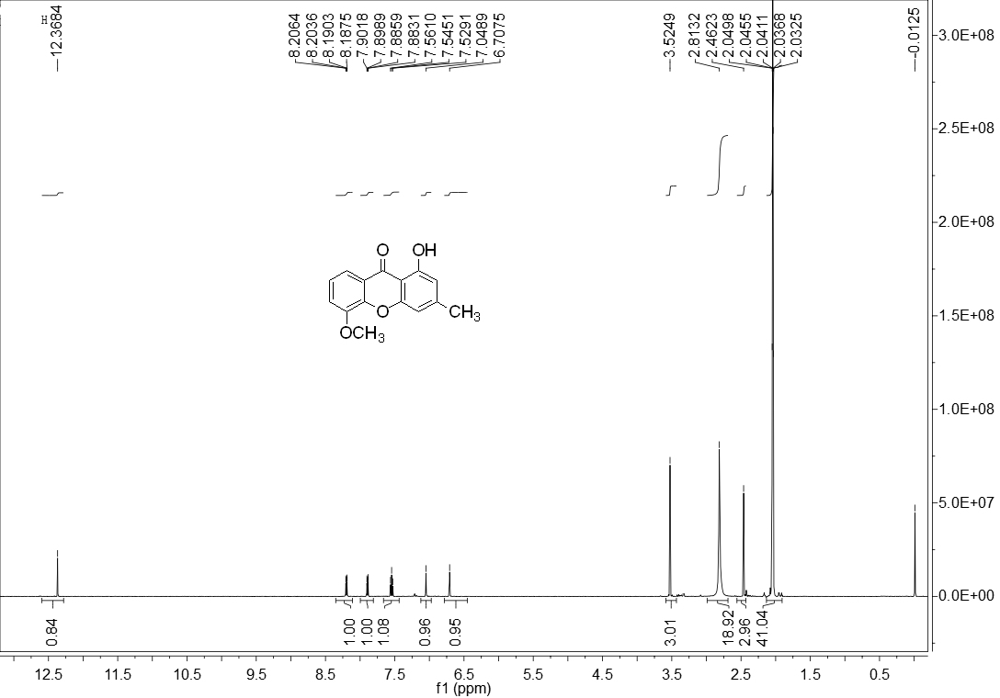 H
-12.3684
8.2064
8.2036
8.1903
8.1875
7.9018
7.8989
7.8859
7.8831
7.5610
7.5451
7.5291
7.0489
6.7075
-3.5249
2.8132
2.4623
2.0498
2.0455
2.0411
2.0368
2.0325
-0.0125
3.0E+08
2.5E+08
2.0E+08
1.5E+08
1.0E+08
5.0E+07
0.0E+00
O OH
O CH3
OCH3
0.84
1.00
1.00
1.08
0.96
0.95
3.01
18.92
2.96
41.04
12.5 11.5 10.5 9.5 8.5 7.5 6.5 5.5 4.5 3.5 2.5 1.5 0.5
f1 (ppm)